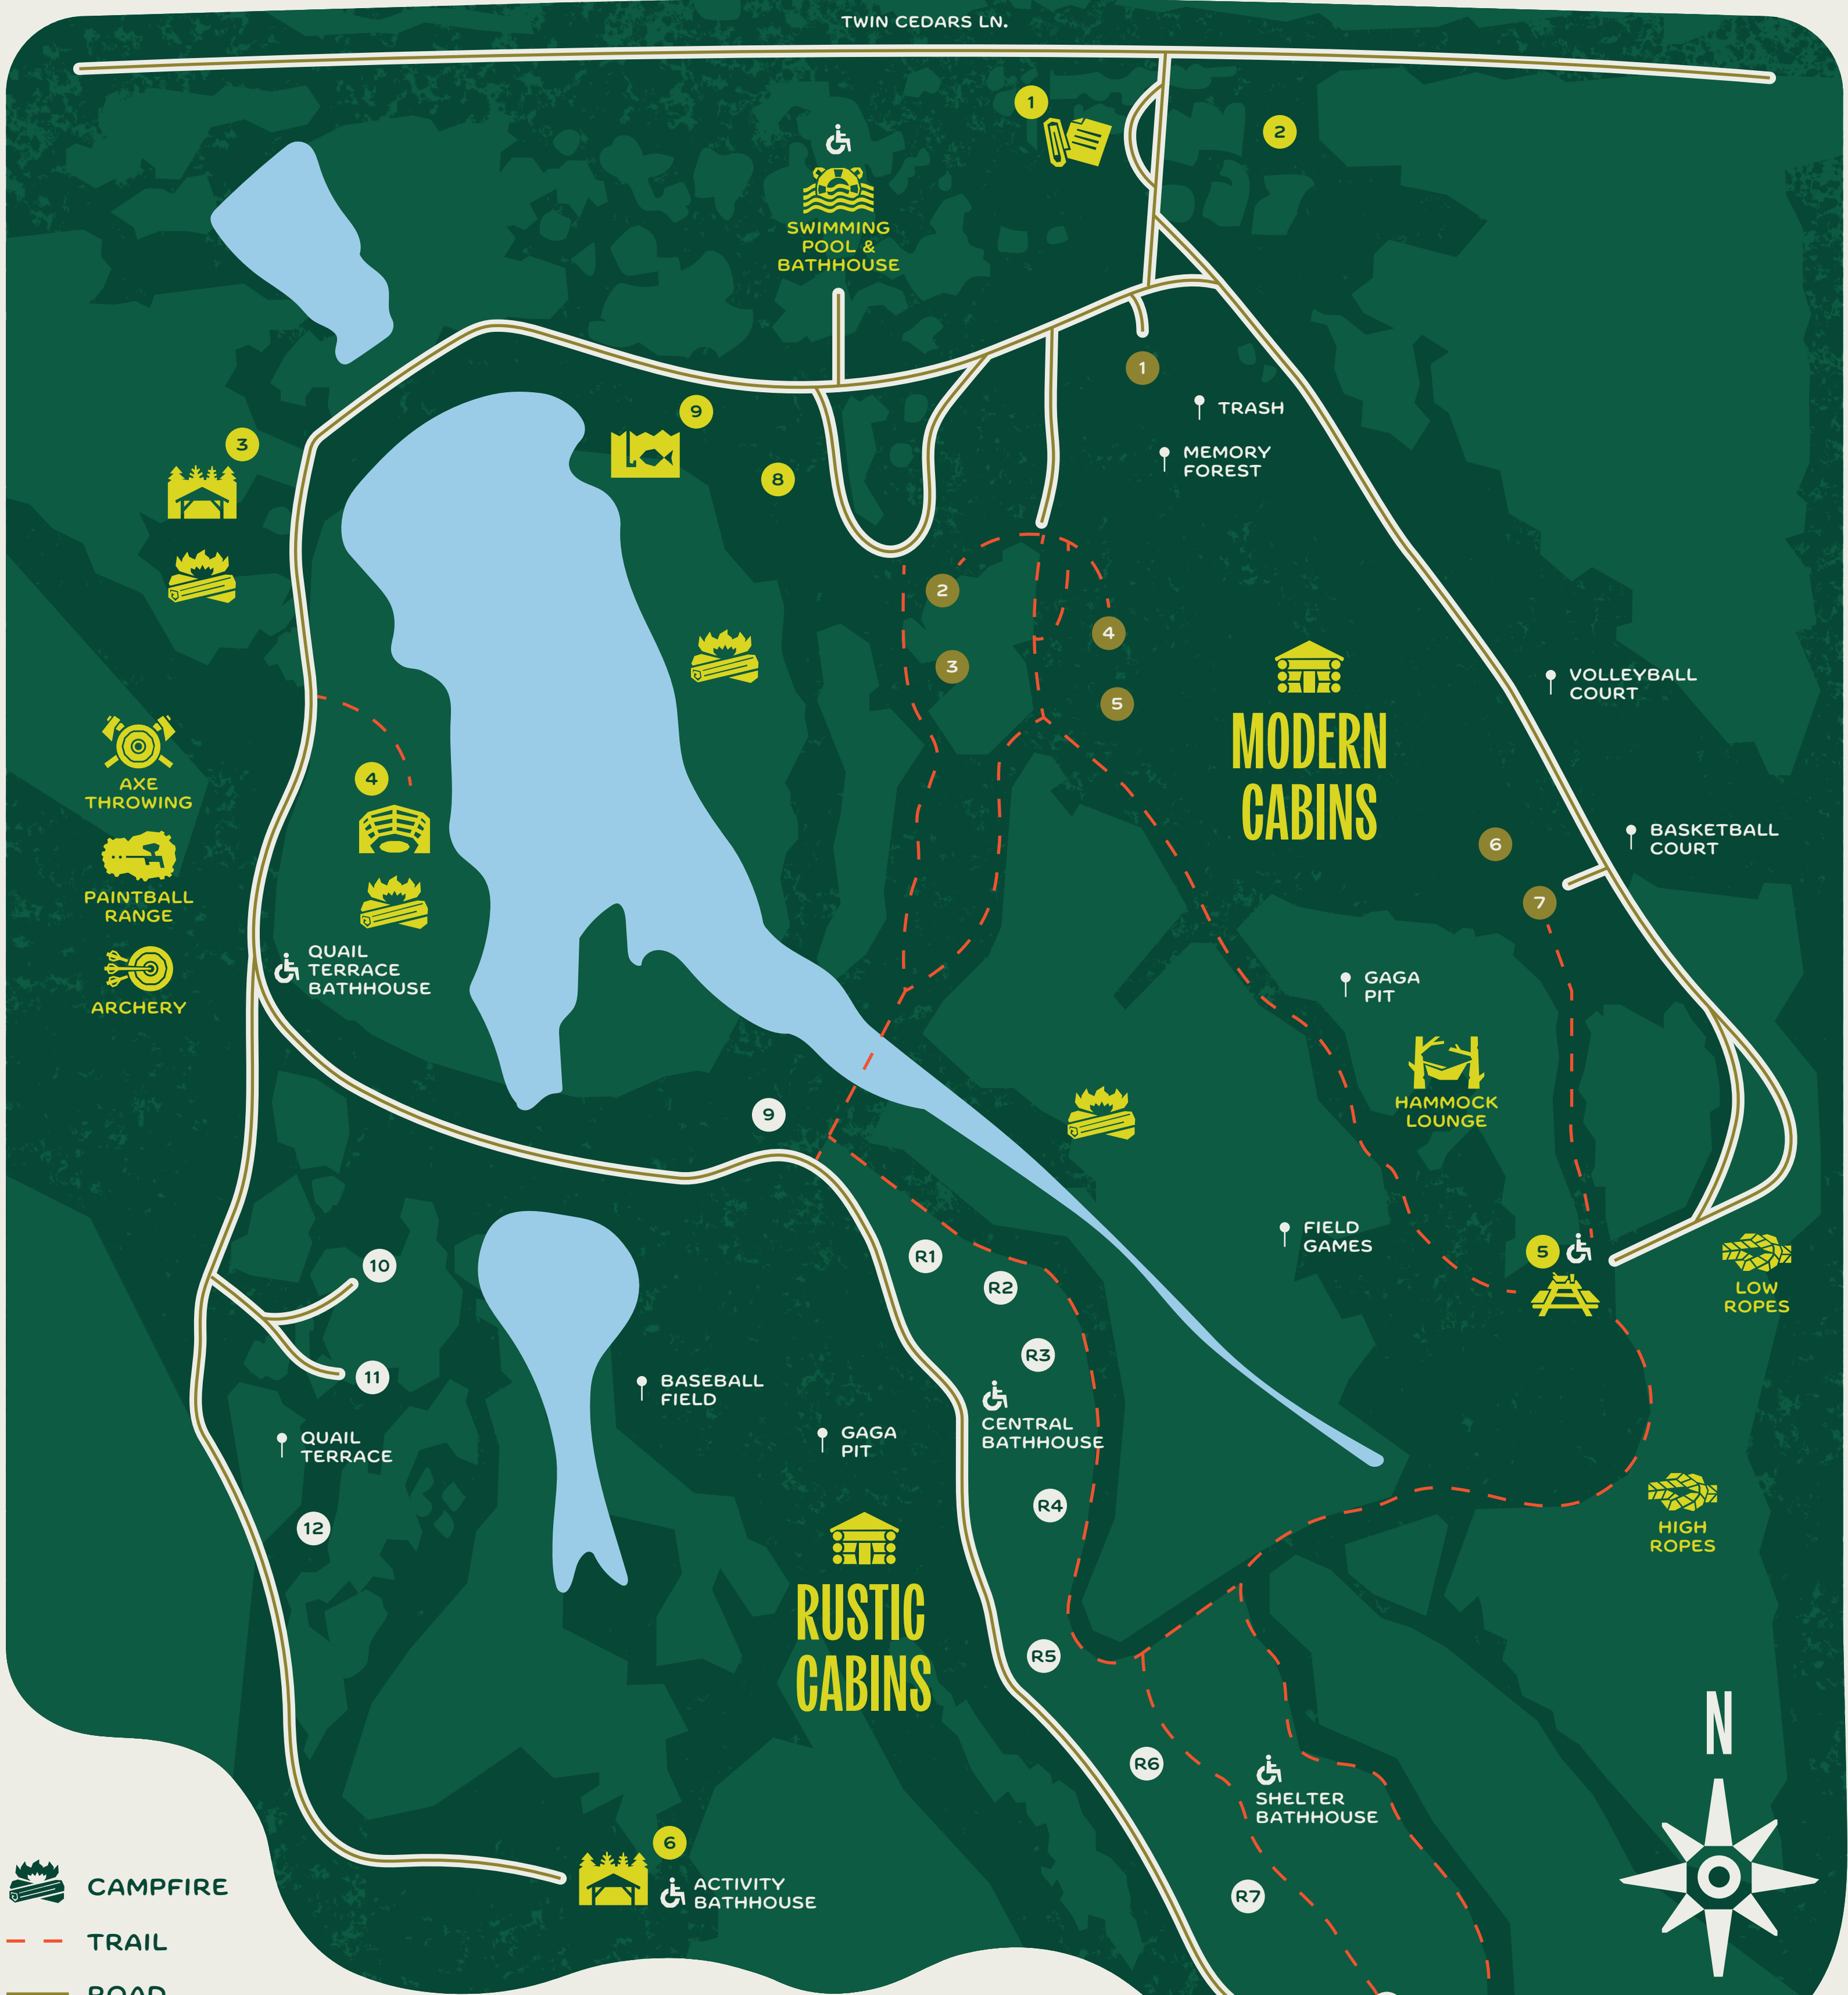 TWIN CEDARS LN.
1
2
SWIMMING
POOL &
BATHHOUSE
1
TRASH
MEMORY
FOREST
9
8
3
2
3
4
5
MODERN
CABINS
VOLLEYBALL
COURT
BASKETBALL
COURT
6
7
AXE
THROWING
PAINTBALL
RANGE
ARCHERY
4
QUAIL
TERRACE
BATHHOUSE
GAGA
PIT
HAMMOCK
LOUNGE
9
FIELD
GAMES
5
LOW
ROPES
HIGH
ROPES
R1
R2
R3
CENTRAL
BATHHOUSE
R4
R5
R6
R7
SHELTER
BATHHOUSE
10
11
QUAIL
TERRACE
12
BASEBALL
FIELD
GAGA
PIT
RUSTIC
CABINS
6
ACTIVITY
BATHHOUSE
N
CAMPFIRE
TRAIL
ROAD